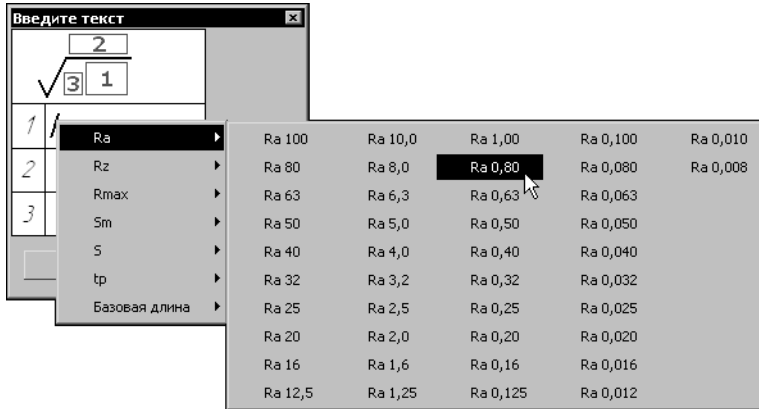 Введите текст
2
3 1
1
2
3
Ra
Rz
Rmax
Sm
S
tp
Базовая длина
Ra 100 Ra 10,0 Ra 1,00 Ra 0,100 Ra 0,010
Ra 80 Ra 8,0 Ra 0,80 Ra 0,080 Ra 0,008
Ra 63 Ra 6,3 Ra 0,63 Ra 0,063
Ra 50 Ra 5,0 Ra 0,50 Ra 0,050
Ra 40 Ra 4,0 Ra 0,40 Ra 0,040
Ra 32 Ra 3,2 Ra 0,32 Ra 0,032
Ra 25 Ra 2,5 Ra 0,25 Ra 0,025
Ra 20 Ra 2,0 Ra 0,20 Ra 0,020
Ra 16 Ra 1,6 Ra 0,16 Ra 0,016
Ra 12,5 Ra 1,25 Ra 0,125 Ra 0,012